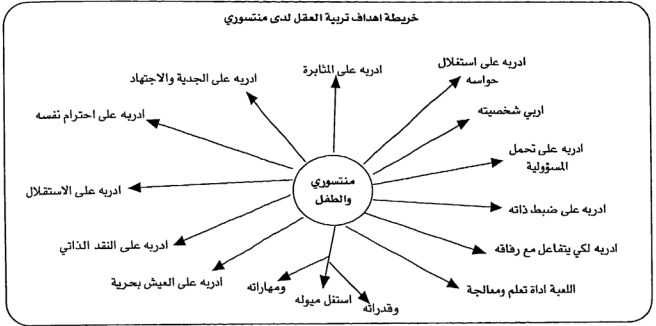 خريطة اهداف تربية العقل لدى منتسوري
ادربه على استغلال
حواسه
اربي شخصيته
ادربه على تحمل
المسؤولية
ادربه على ضبط ذاته
ادربه لكي يتفاعل مع رفاقه
اللعبة اداة تعلم ومعالجة
وقدراته
استغل ميوله
ومهاراته
ادربه على العيش بحرية
ادربه على النقد الذاتي
ادربه على الاستقلال
ادربه على احترام نفسه
ادربه على الجدية والاجتهاد
ادربه على المثابرة
منتسوري
والطفل